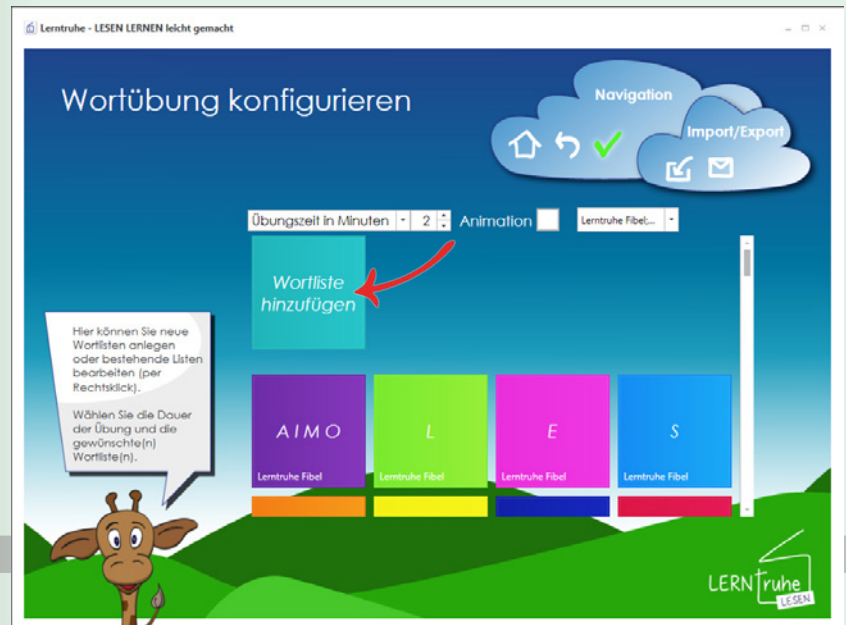 Lerntruhe - LESEN LERNEN leicht gemacht
Wortübung konfigurieren
Navigation
Import/Export
Übungszeit in Minuten 2 Animation Lerntruhe Fibel;...
Wortliste
hinzufügen
Hier können Sie neue
Wortlisten anlegen
oder bestehende Listen
bearbeiten (per
Rechtsklick).
Wählen Sie die Dauer
der Übung und die
gewünschte(n)
Wortliste(n).
A I M O L E S
Lerntruhe Fibel Lerntruhe Fibel Lerntruhe Fibel Lerntruhe Fibel
LERNTruhe
LESEN